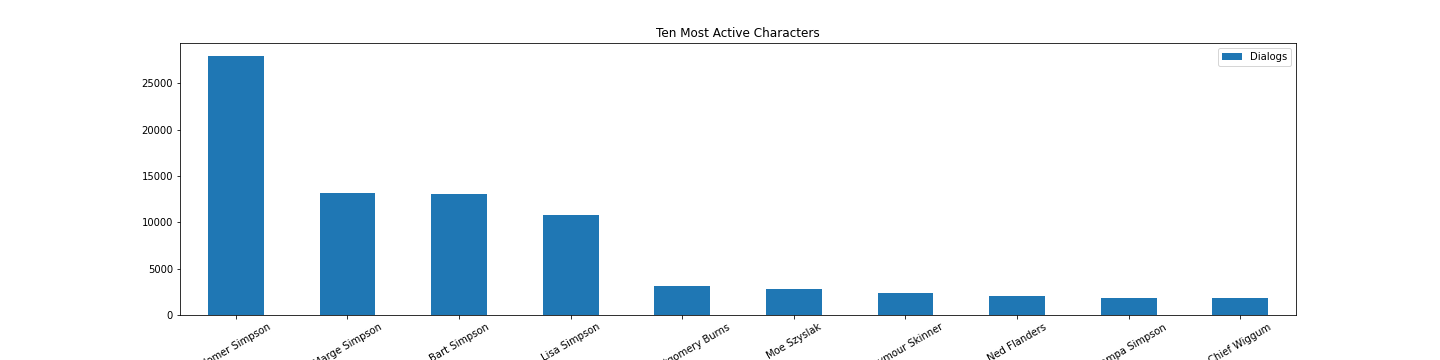 Ten Most Active Characters
Dialogs
25000
20000
15000
10000
5000
0
Simpson
Marge Simpson
Bart Simpson
Lisa Simpson
Burns
Moe Szyslak
Skinner
Ned Flanders
Simpson
Chief Wiggum